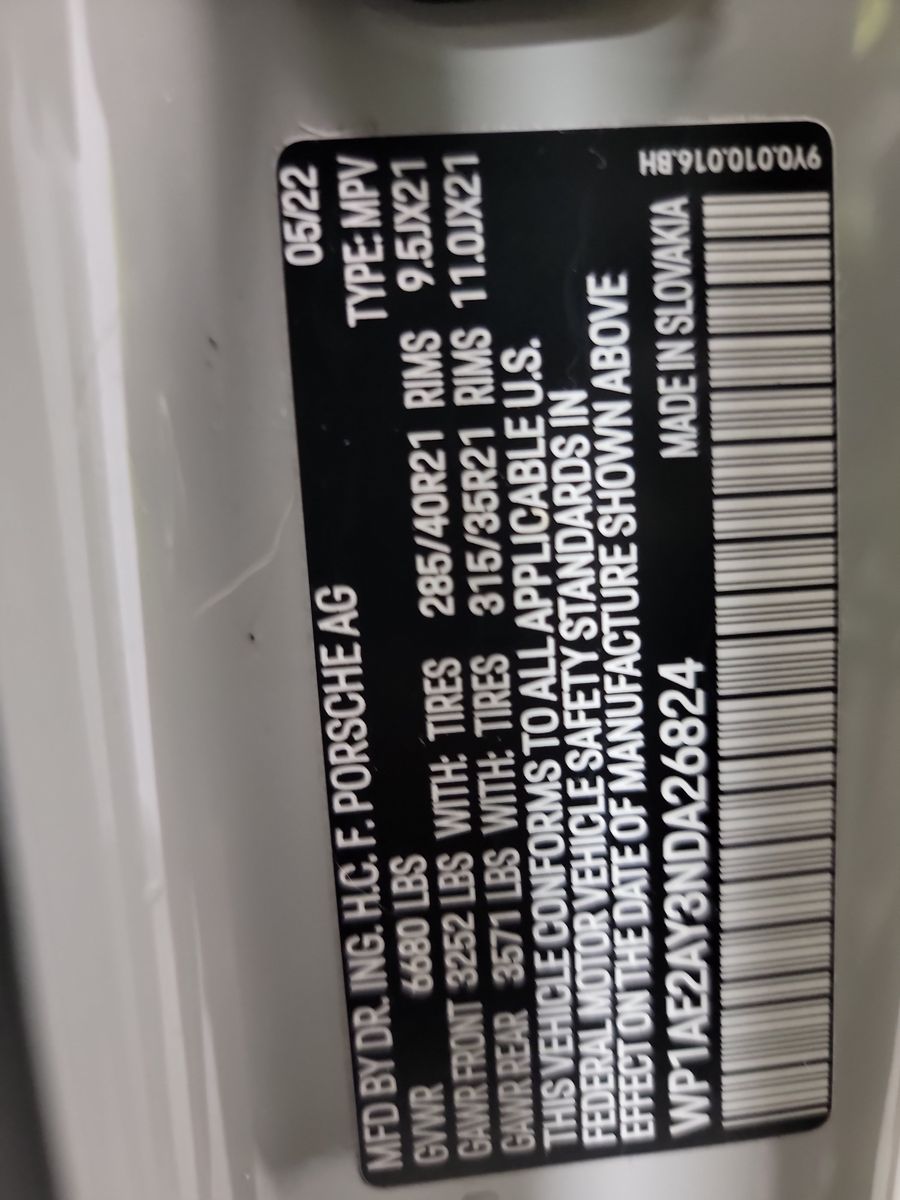 MFD BY DR. ING. H.C. F. PORSCHE AG 05/22
TYPE: MPV
GVWR 6680 LBS
GAWR FRONT 3252 LBS WITH: TIRES 285/40R21 RIMS 9.5JX21
GAWR REAR 3571 LBS WITH: TIRES 315/35R21 RIMS 11.0JX21
THIS VEHICLE CONFORMS TO ALL APPLICABLE U.S.
FEDERAL MOTOR VEHICLE SAFETY STANDARDS IN
EFFECT ON THE DATE OF MANUFACTURE SHOWN ABOVE
WP1AE2AY3NDA26824 MADE IN SLOVAKIA
9Y0.010.016.BH